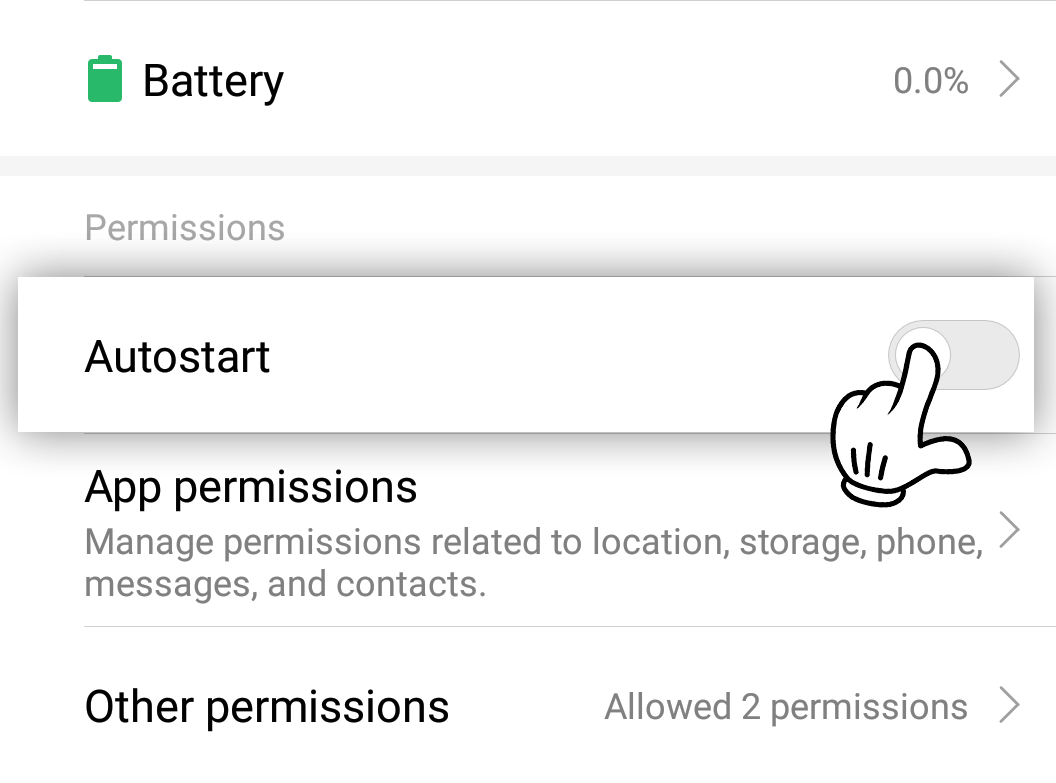 Battery 0.0%
Permissions
Autostart
App permissions
Manage permissions related to location, storage, phone,
messages, and contacts.
Other permissions Allowed 2 permissions